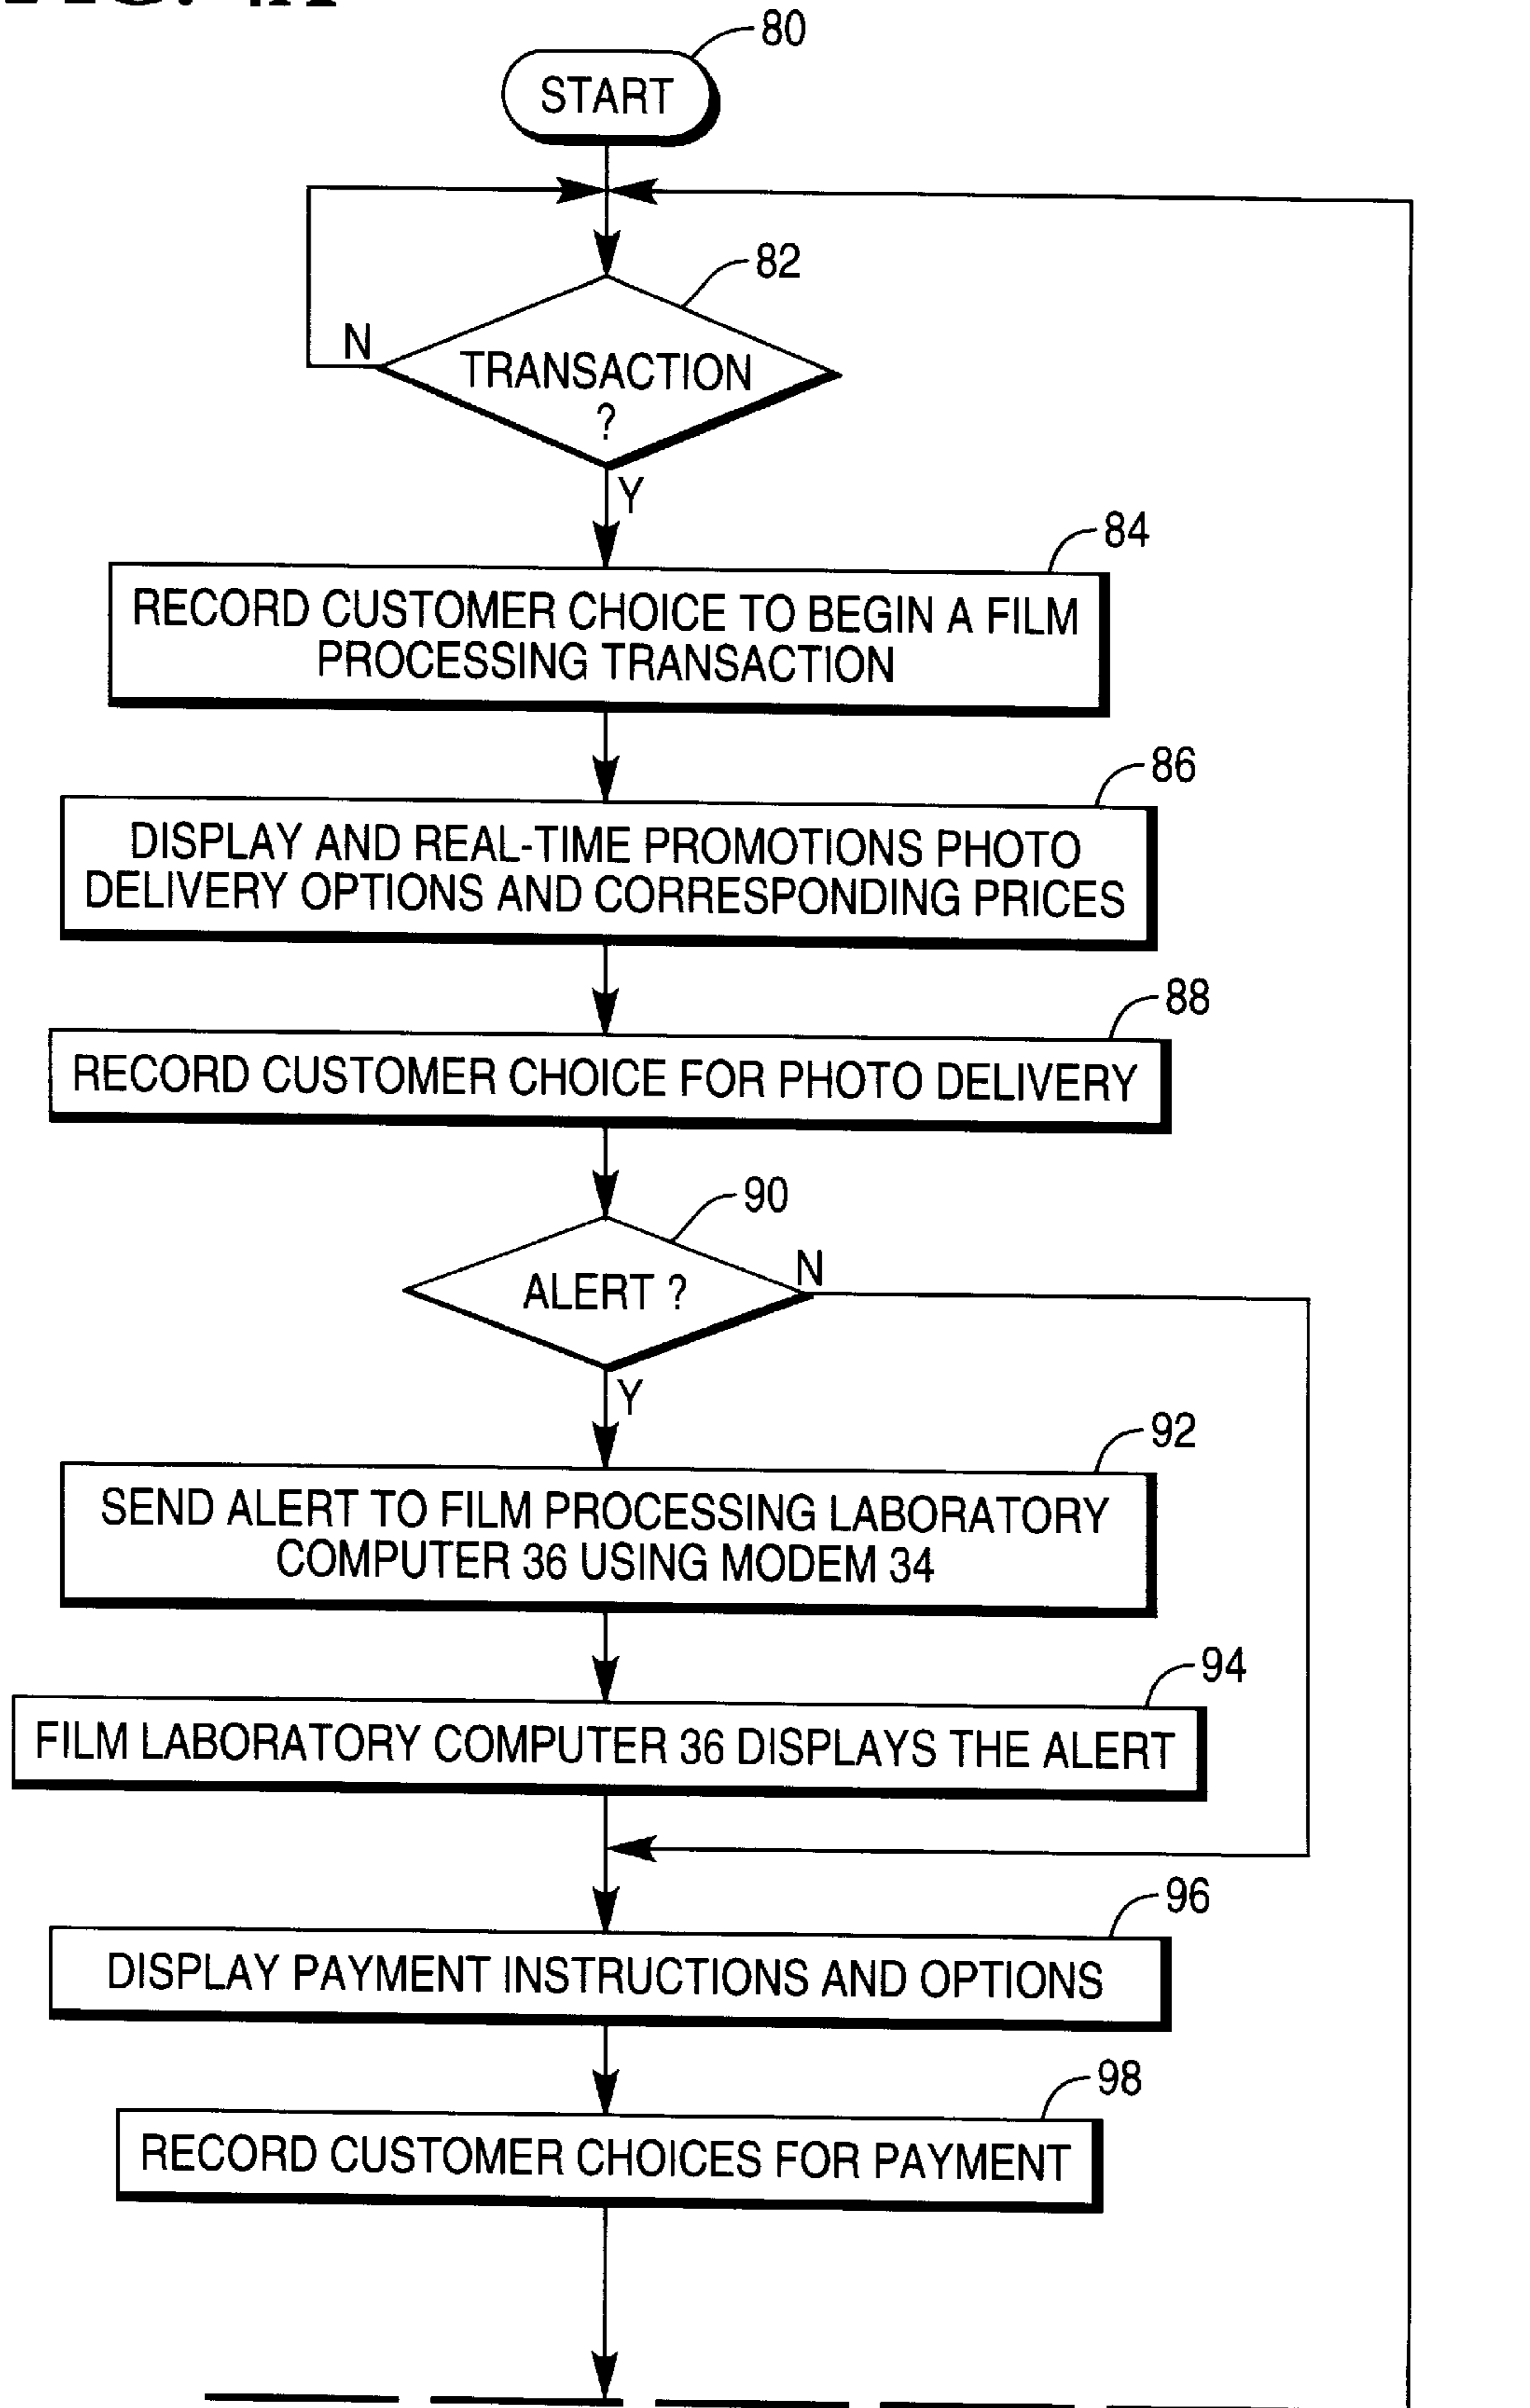 80
START
82
N
TRANSACTION
?
Y
84
RECORD CUSTOMER CHOICE TO BEGIN A FILM
PROCESSING TRANSACTION
86
DISPLAY AND REAL-TIME PROMOTIONS PHOTO
DELIVERY OPTIONS AND CORRESPONDING PRICES
88
RECORD CUSTOMER CHOICE FOR PHOTO DELIVERY
90
N
ALERT ?
Y
92
SEND ALERT TO FILM PROCESSING LABORATORY
COMPUTER 36 USING MODEM 34
94
FILM LABORATORY COMPUTER 36 DISPLAYS THE ALERT
96
DISPLAY PAYMENT INSTRUCTIONS AND OPTIONS
98
RECORD CUSTOMER CHOICES FOR PAYMENT